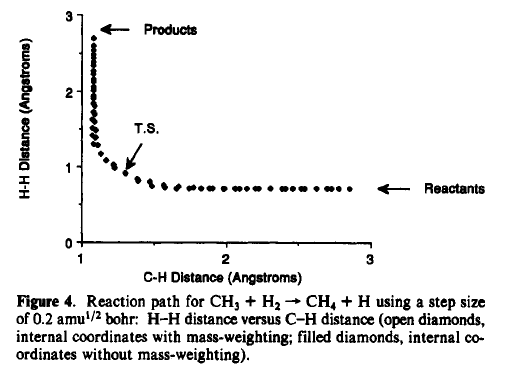 3
Products
2
T.S.
1
Reactants
0
1
2
3
H-H Distance (Angstroms)
C-H Distance (Angstroms)
Figure 4. Reaction path for CH₃ + H₂ → CH₄ + H using a step size
of 0.2 amu¹/² bohr: H–H distance versus C–H distance (open diamonds,
internal coordinates with mass-weighting; filled diamonds, internal co-
ordinates without mass-weighting).